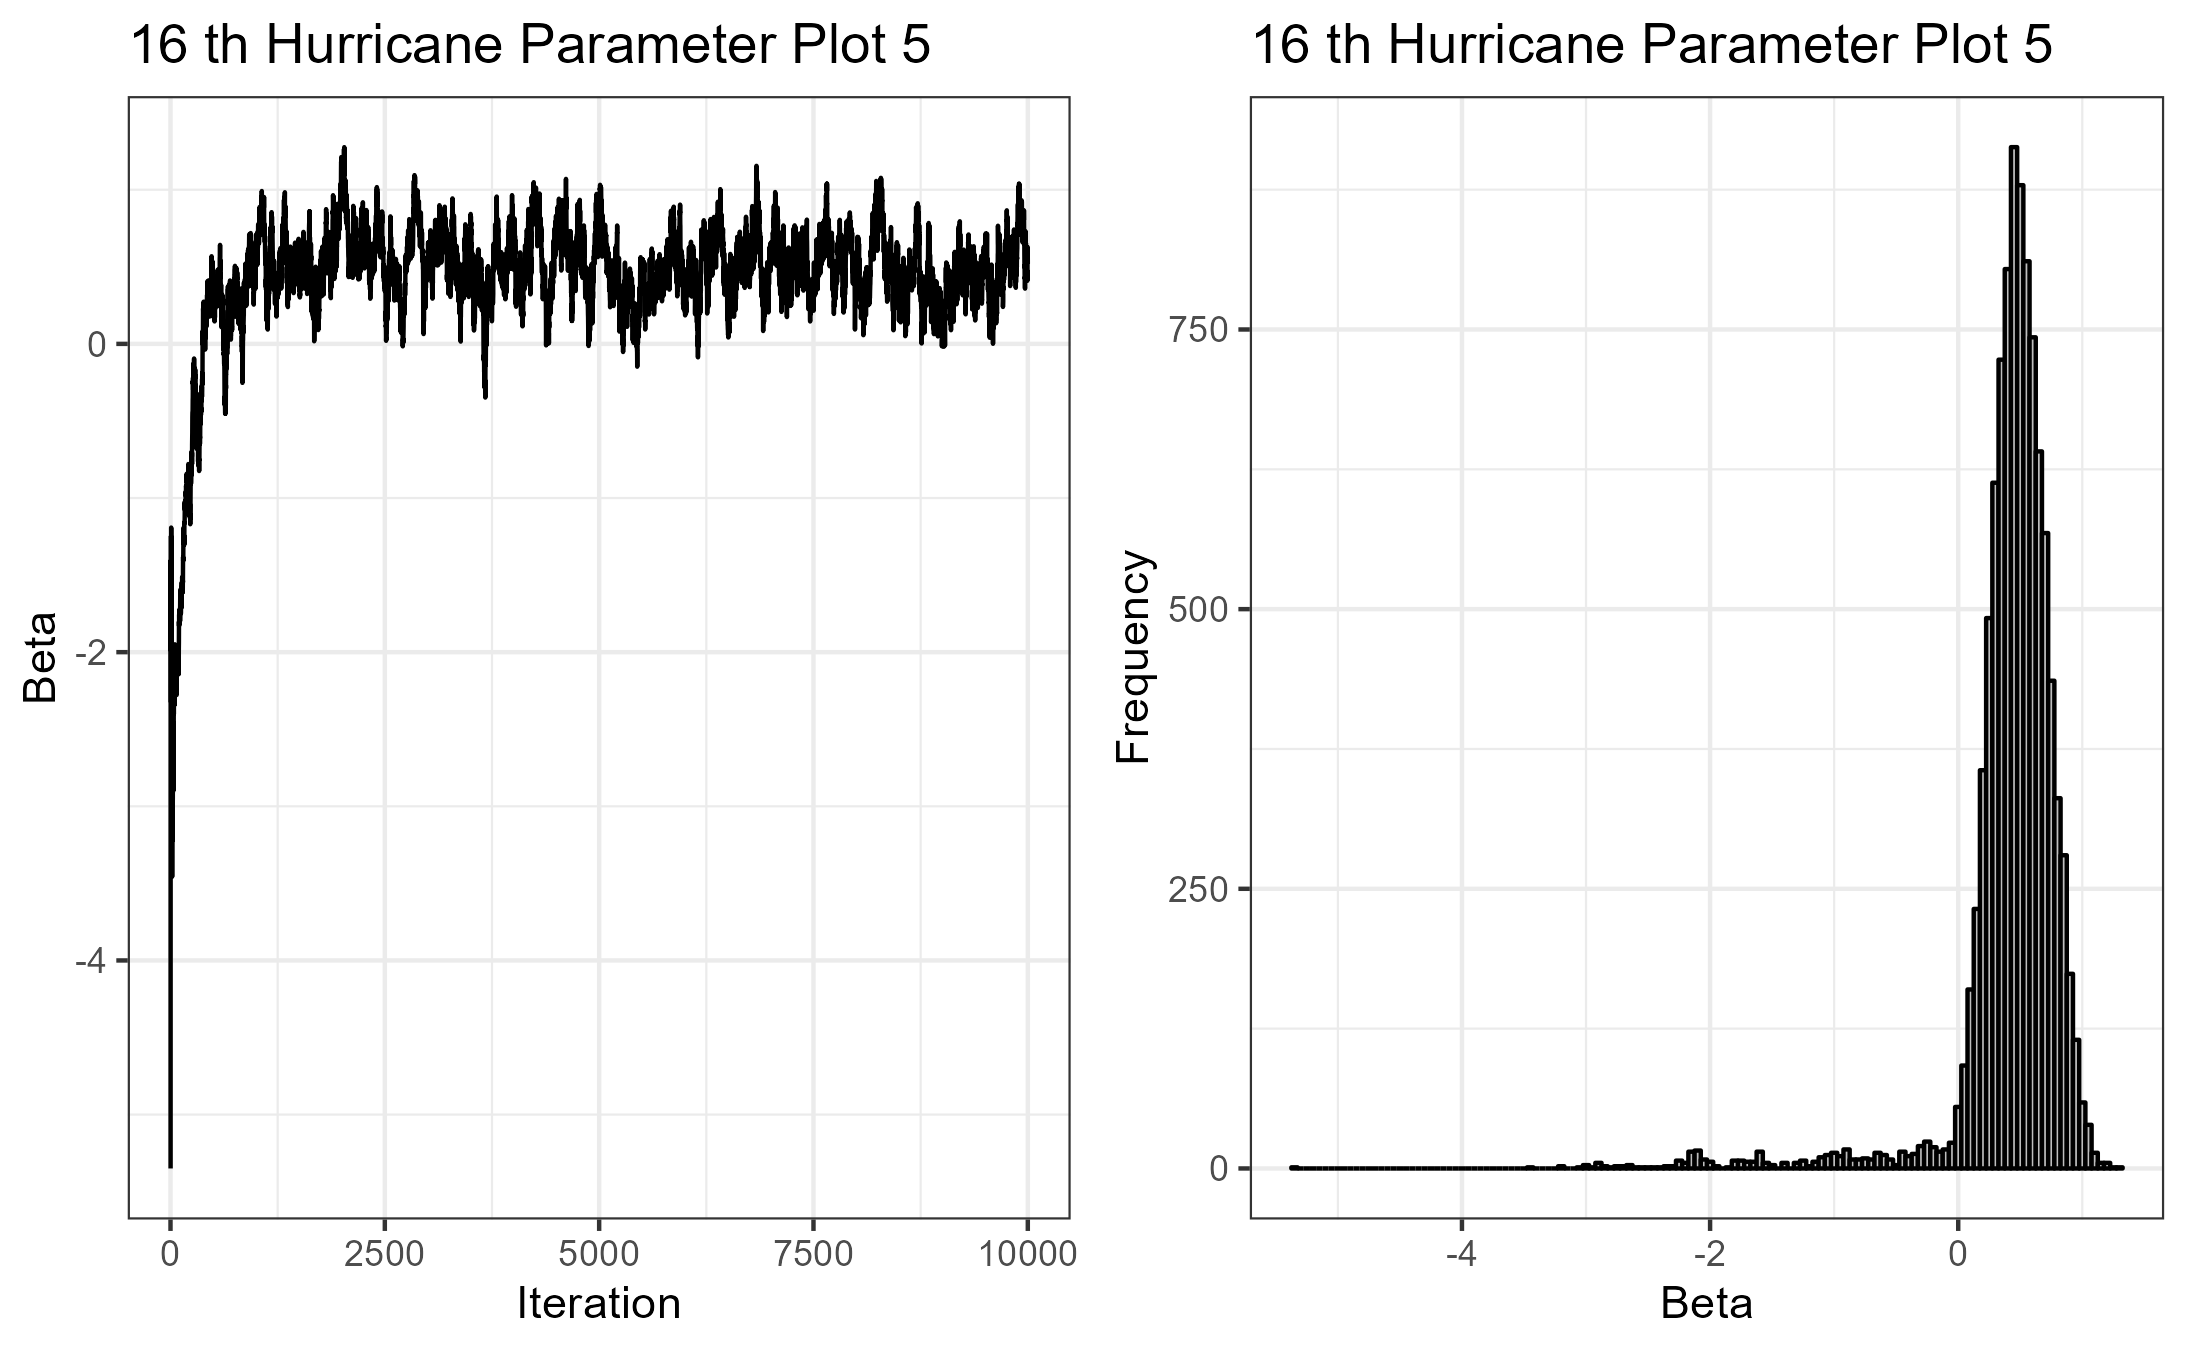 16 th Hurricane Parameter Plot 5
Beta
0
-2
-4
0 2500 5000 7500 10000
Iteration
16 th Hurricane Parameter Plot 5
Frequency
750
500
250
0
-4 -2 0
Beta